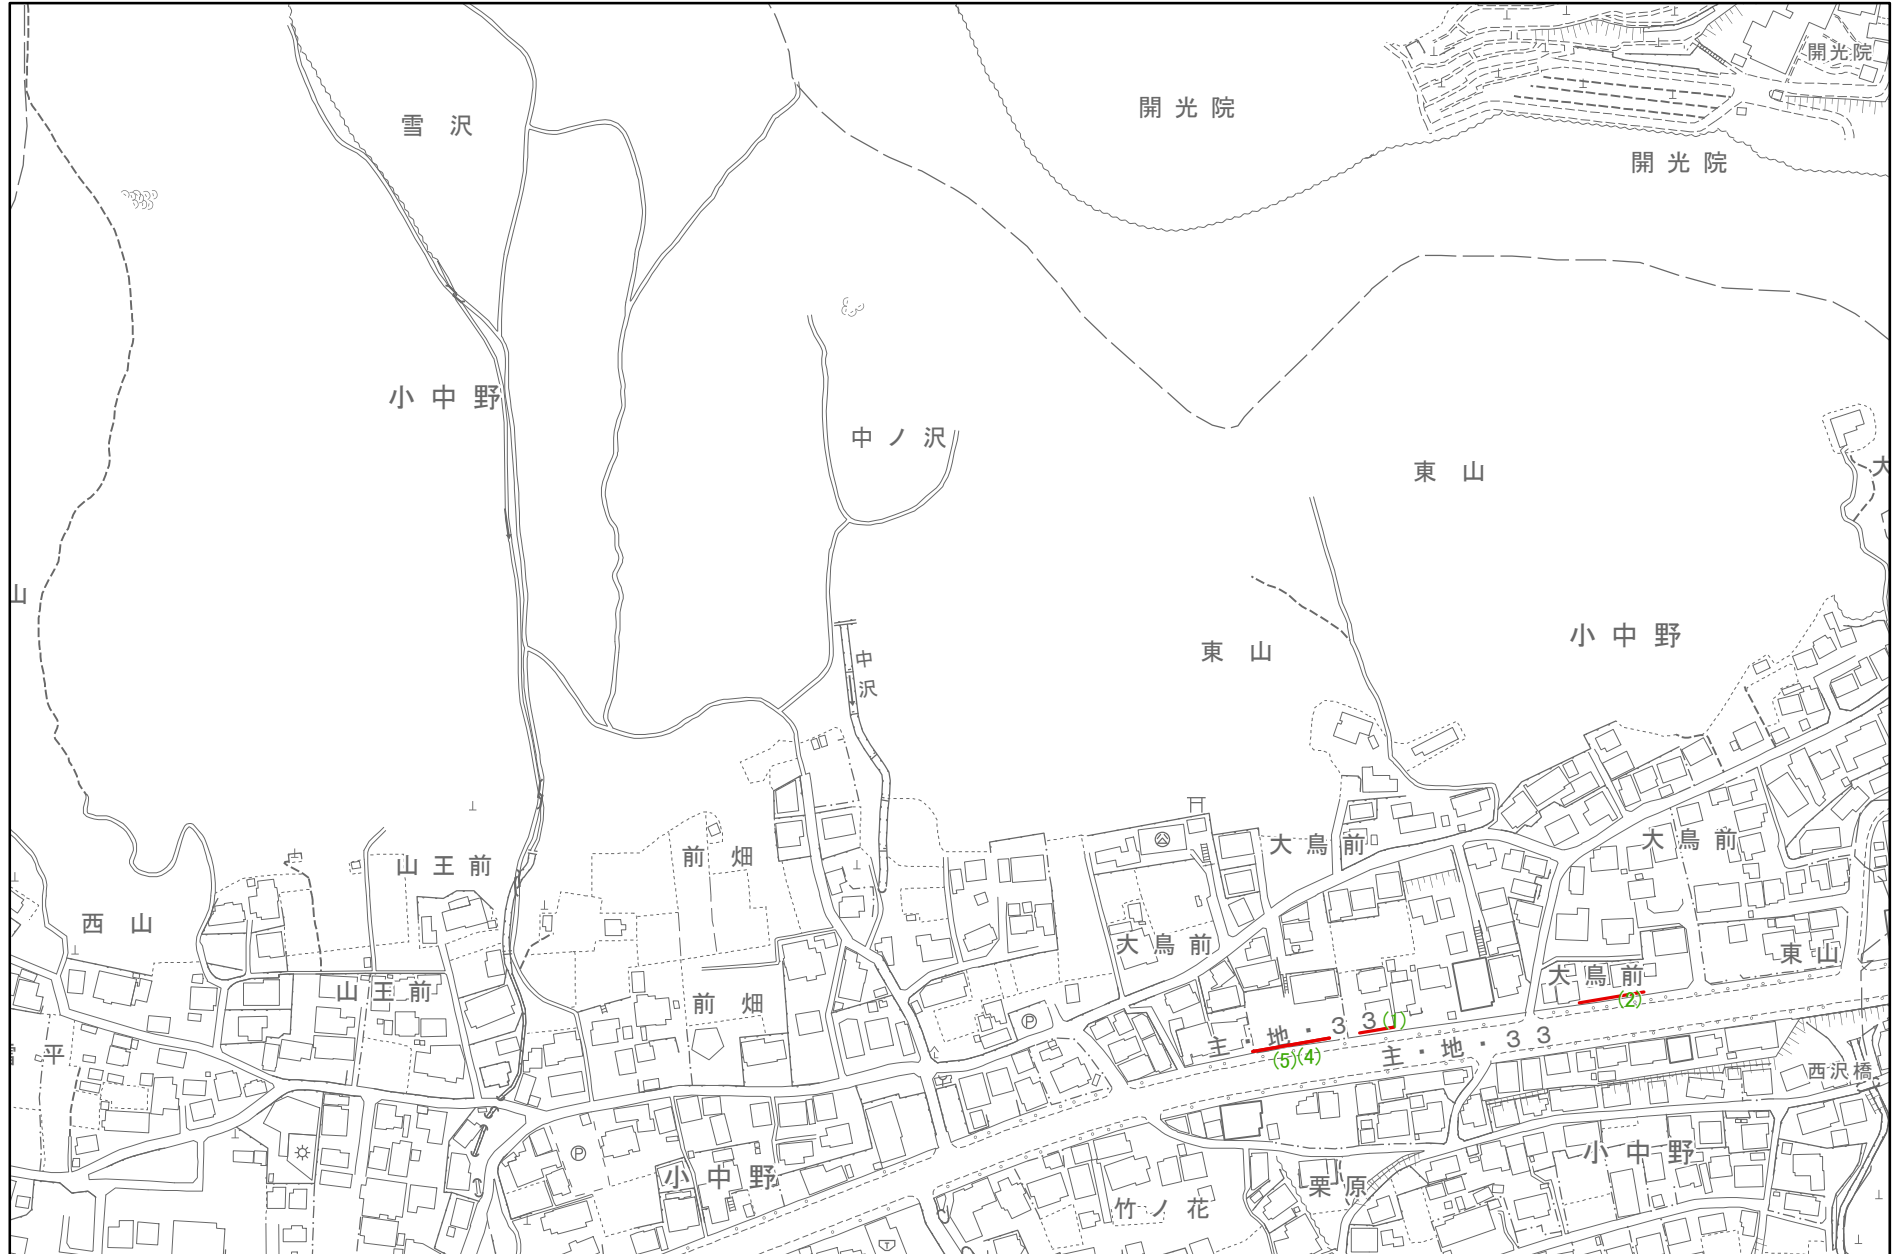 開光院
開光院
雪沢
開光院
小中野
中ノ沢
東山
大
山
小中野
東山
中沢
大鳥前
大鳥前
前畑
山王前
西山
大鳥前
東山
大鳥前
山王前
前畑
(2)
主・地・33
(1)
主・地・33
(5)(4)
平
西沢橋
P
小中野
P
小中野
栗原
竹ノ花